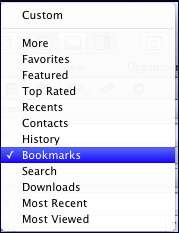 Custom
More
Favorites
Featured
Top Rated
Recents
Contacts
History
✓ Bookmarks
Search
Downloads
Most Recent
Most Viewed